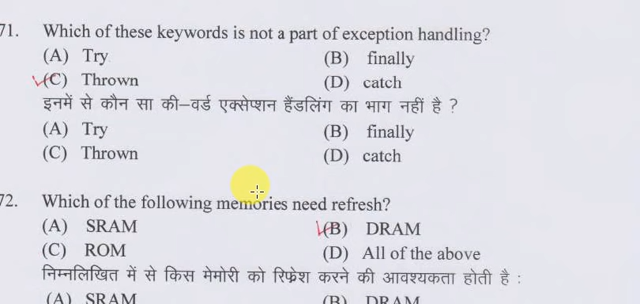 71. Which of these keywords is not a part of exception handling?
(A) Try (B) finally
(C) Thrown (D) catch
इनमें से कौन सा की–वर्ड एक्सेप्शन हैंडलिंग का भाग नहीं है ?
(A) Try (B) finally
(C) Thrown (D) catch
72. Which of the following memories need refresh?
(A) SRAM (B) DRAM
(C) ROM (D) All of the above
निम्नलिखित में से किस मेमोरी को रिफ्रेश करने की आवश्यकता होती है :
(A) SRAM (B) DRAM